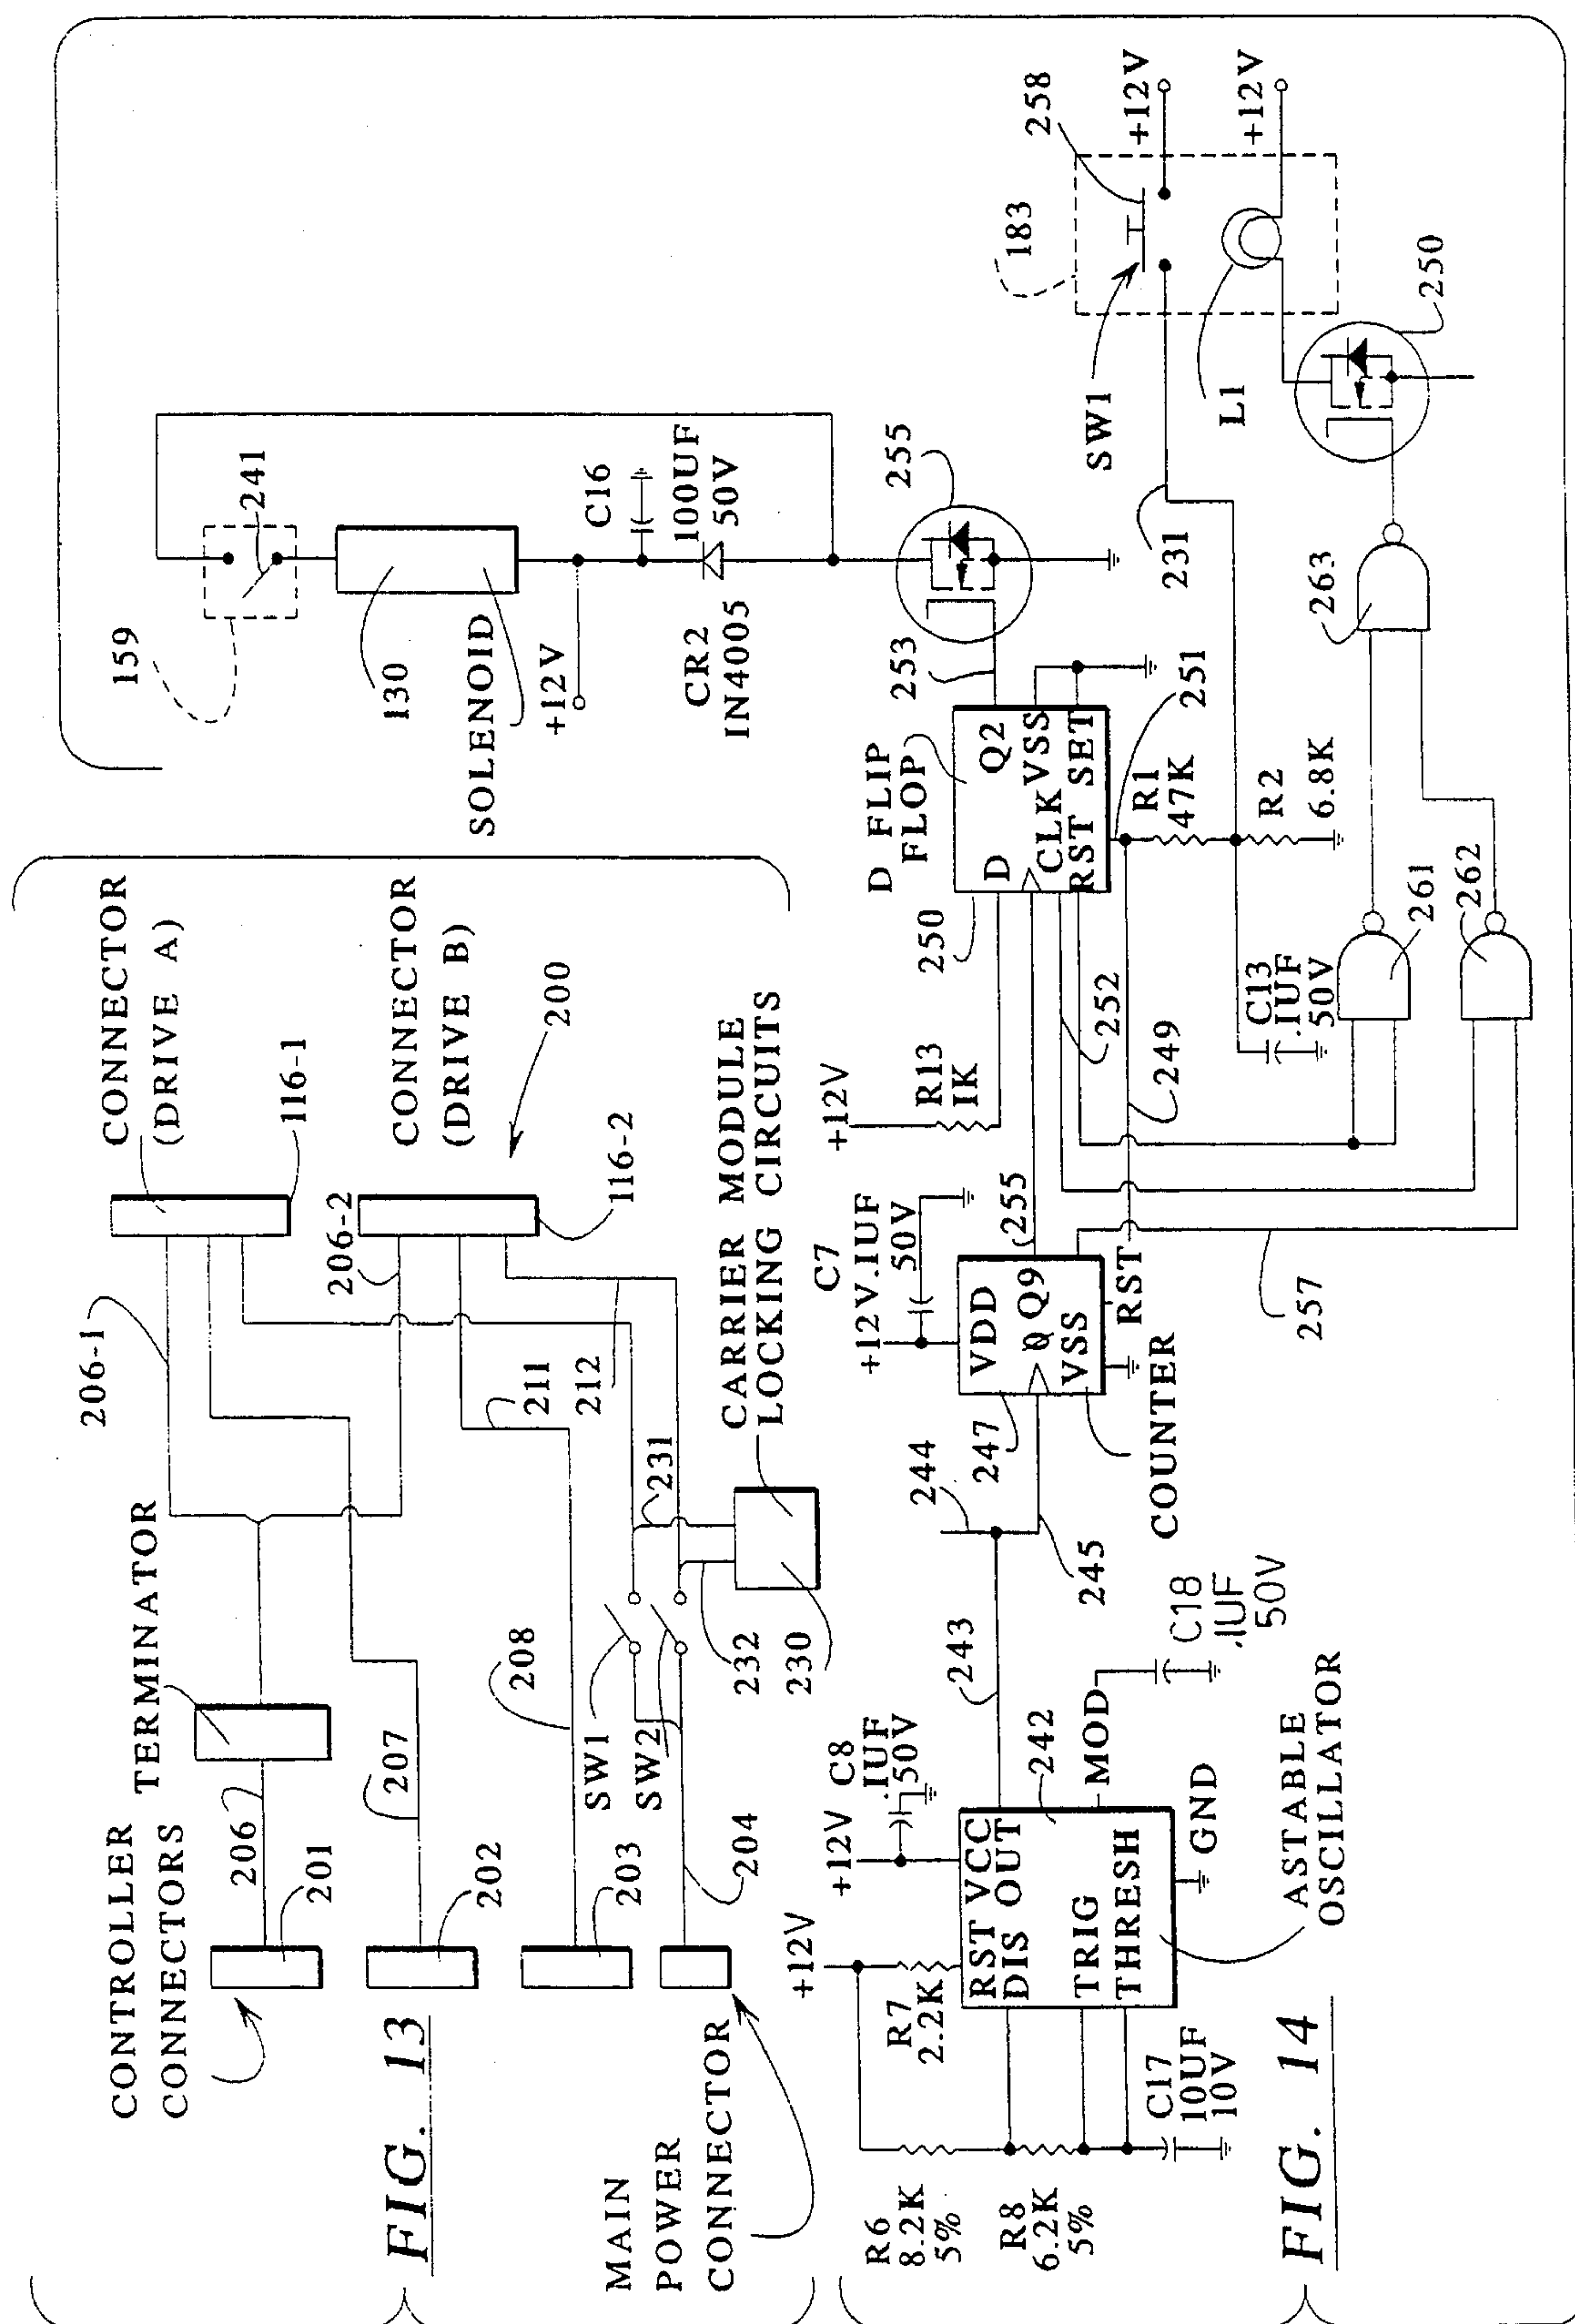 CONTROLLER
CONNECTORS
TERMINATOR
CONNECTOR
(DRIVE A)
116-1
206-1
206
201
206-2
CONNECTOR
(DRIVE B)
207
202
116-2
200
208
211
212
SW1
SW2
203
231
232
230
204
CARRIER MODULE
LOCKING CIRCUITS
MAIN
POWER
CONNECTOR
FIG. 13
159
241
130
SOLENOID
+12V
C16
100UF
50V
CR2
IN4005
255
253
+12V
R6
8.2K
5%
R8
6.2K
5%
R7
2.2K
C17
10UF
10V
+12V
C8
.1UF
50V
RST VCC
DIS OUT
TRIG
THRESH
242
MOD
GND
C18
.1UF
50V
ASTABLE
OSCILLATOR
243
244
245
247
C7
+12V .1UF
50V
VDD
Q Q9
VSS
RST
COUNTER
255
257
+12V
R13
1K
252
249
250
D FLIP
FLOP
D
Q2
CLK VSS
RST SET
251
R1
47K
R2
6.8K
C13
.1UF
50V
261
262
263
231
SW1
L1
183
258
+12V
+12V
250
FIG. 14